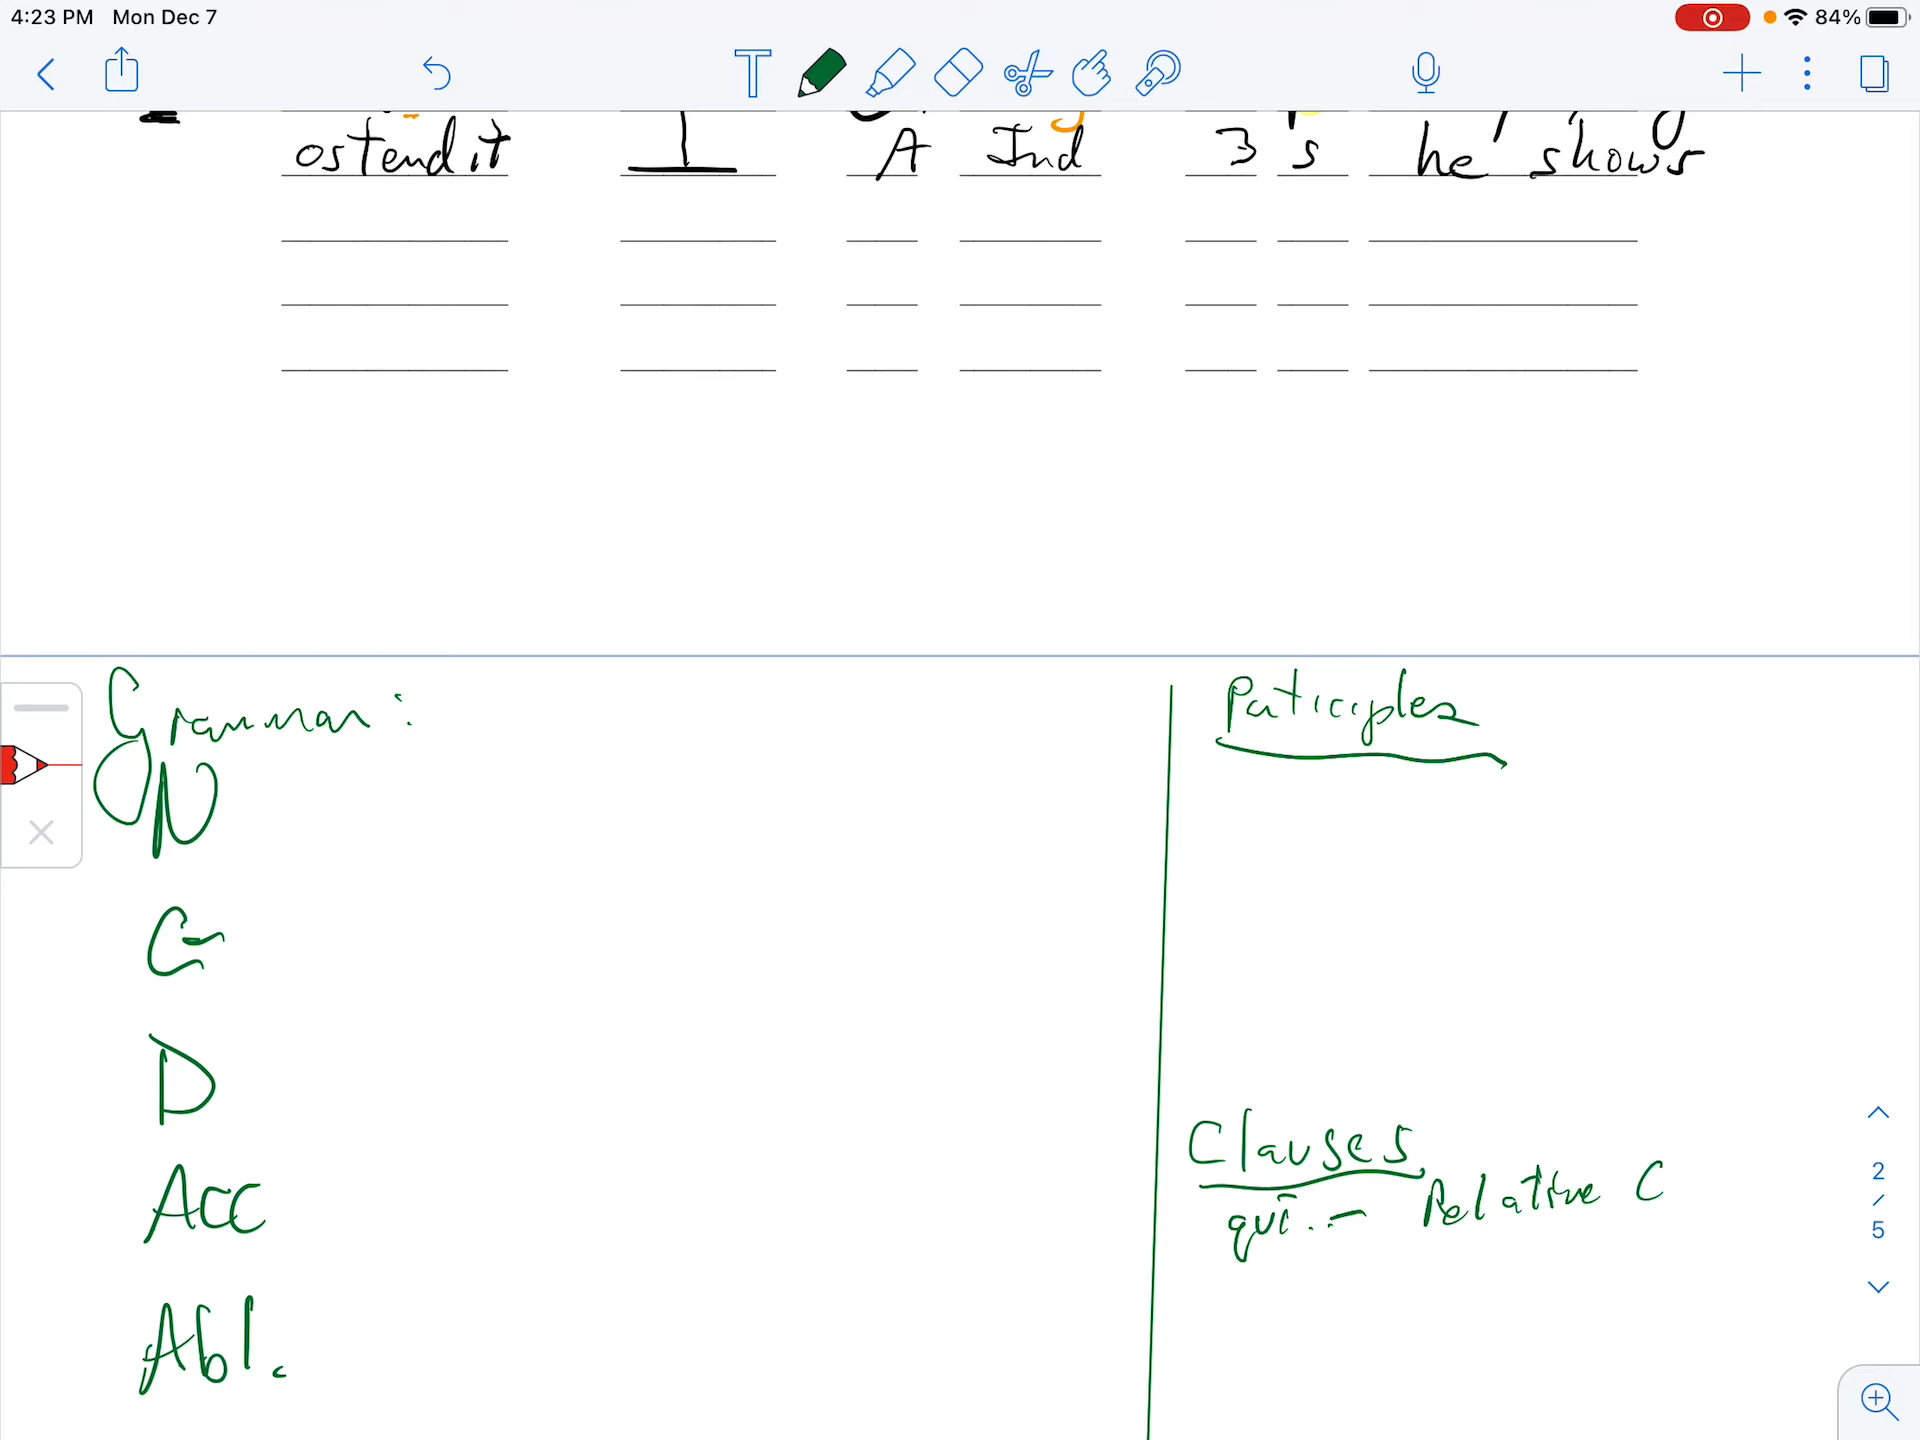 4:23 PM Mon Dec 7 84%
T
ostendit I A Ind 3 s he shows
Grammar:
Participles
N
G
D
Clauses
Acc
quī.. - Relative C
Abl.
2
/
5